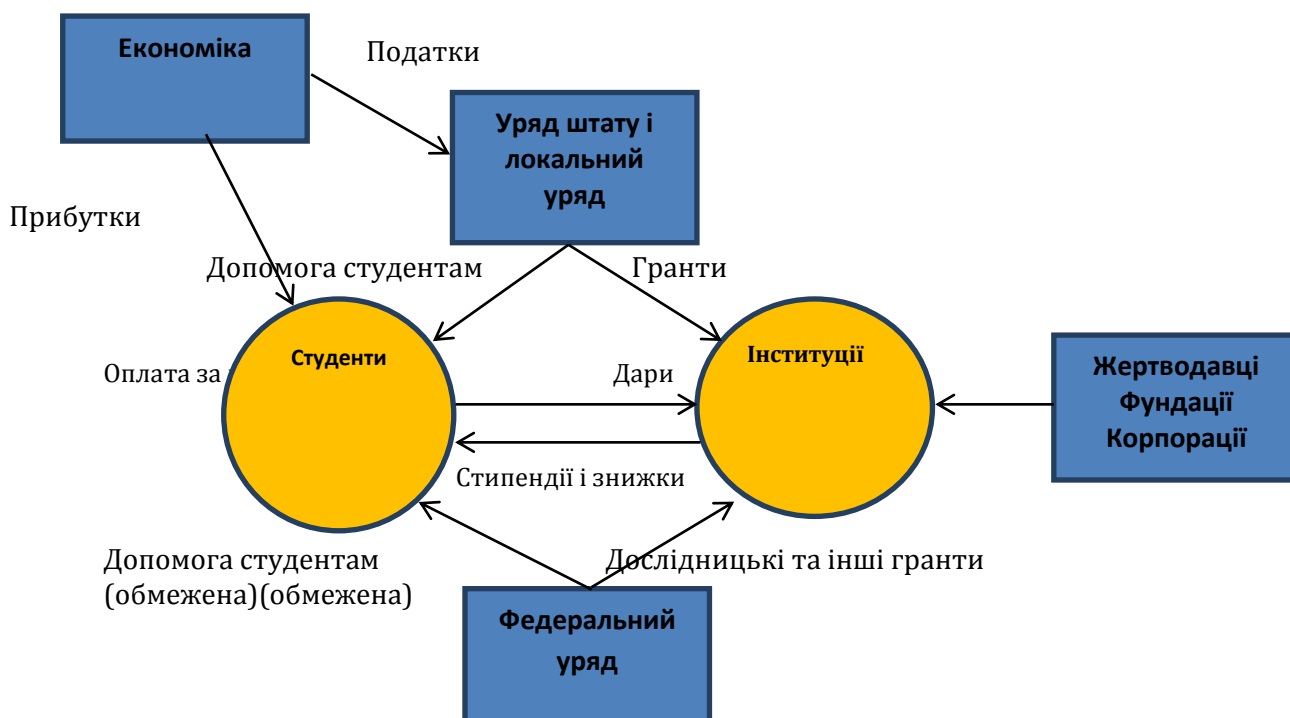 Економіка
Податки
Уряд штату і
локальний
уряд
Прибутки
Допомога студентам
Гранти
Студенти
Інституції
Оплата за
Дари
Жертводавці
Фундації
Корпорації
Стипендії і знижки
Допомога студентам
(обмежена)(обмежена)
Дослідницькі та інші гранти
Федеральний
уряд